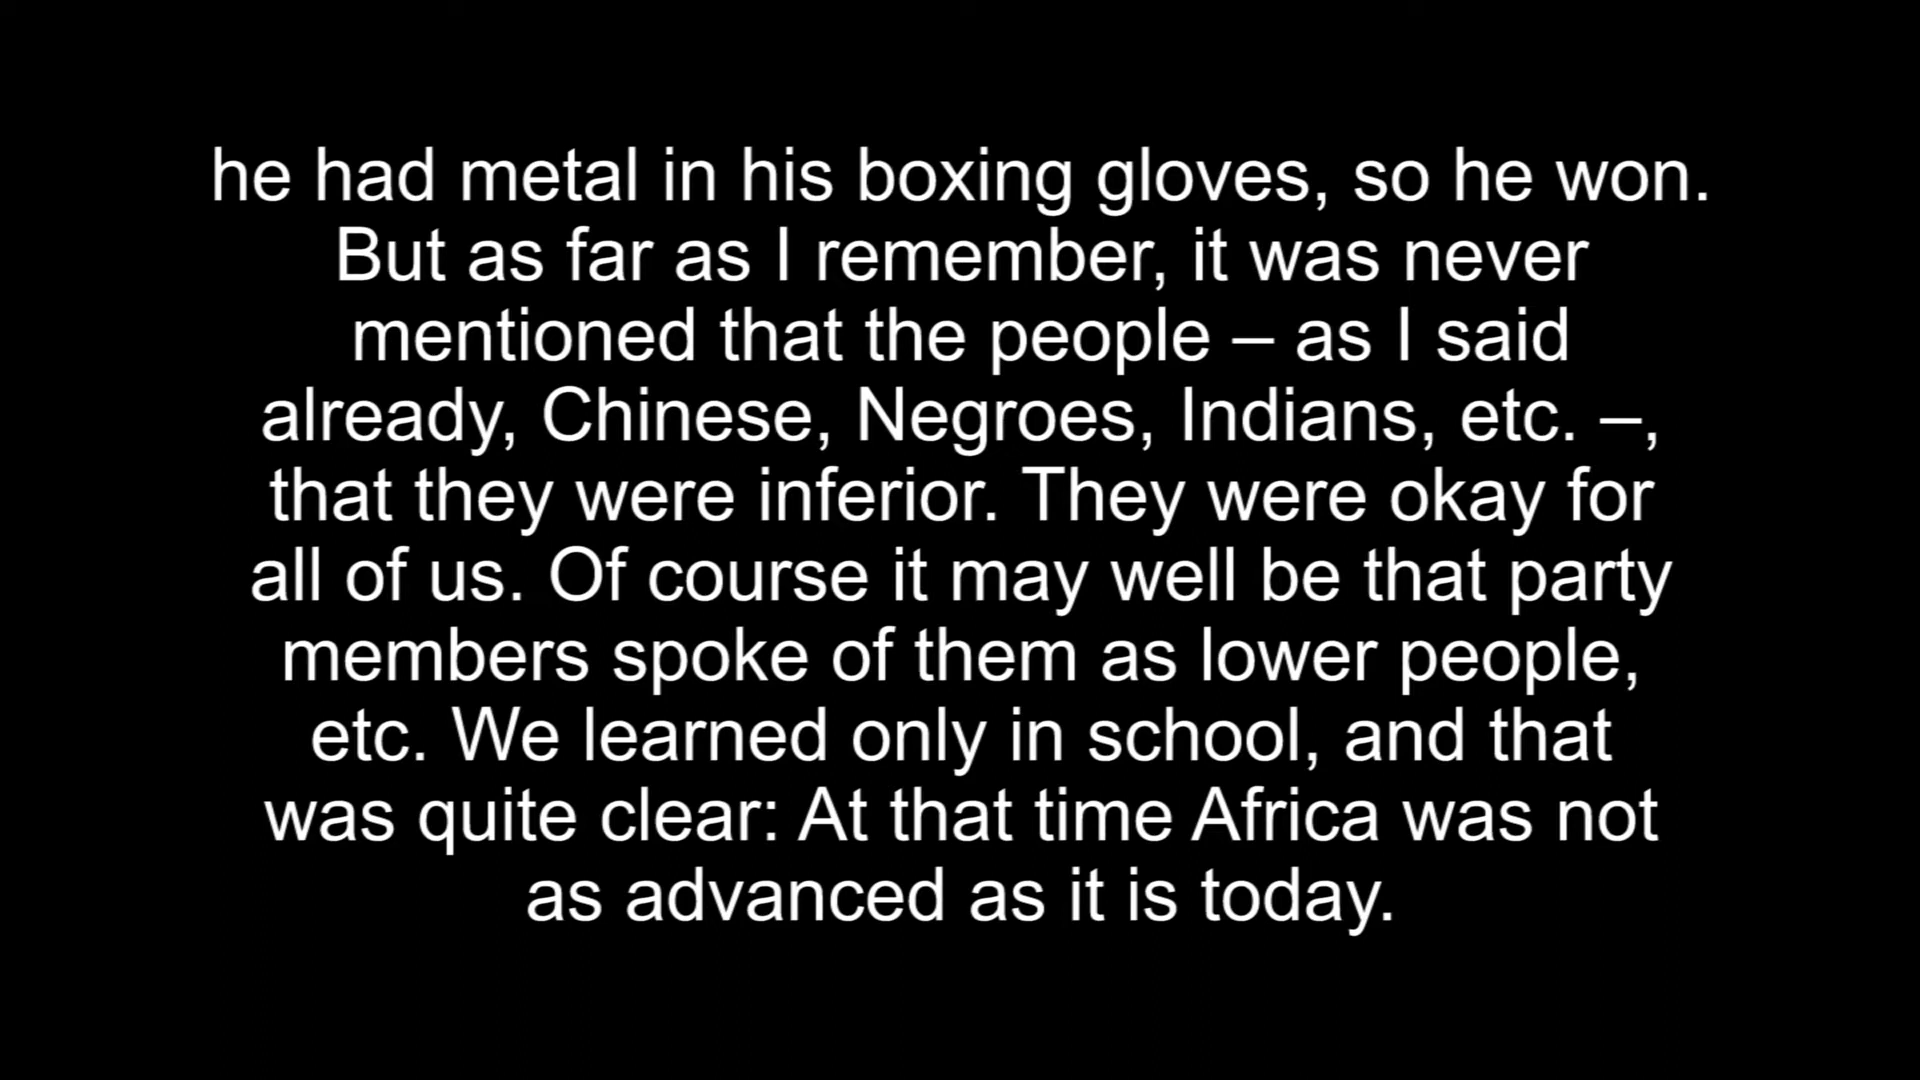 he had metal in his boxing gloves, so he won.
But as far as I remember, it was never
mentioned that the people – as I said
already, Chinese, Negroes, Indians, etc. –,
that they were inferior. They were okay for
all of us. Of course it may well be that party
members spoke of them as lower people,
etc. We learned only in school, and that
was quite clear: At that time Africa was not
as advanced as it is today.